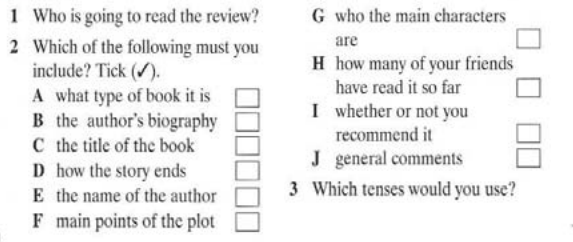 1 Who is going to read the review?
2 Which of the following must you
include? Tick (✓).
A what type of book it is
B the author's biography
C the title of the book
D how the story ends
E the name of the author
F main points of the plot
G who the main characters
are
H how many of your friends
have read it so far
I whether or not you
recommend it
J general comments
3 Which tenses would you use?